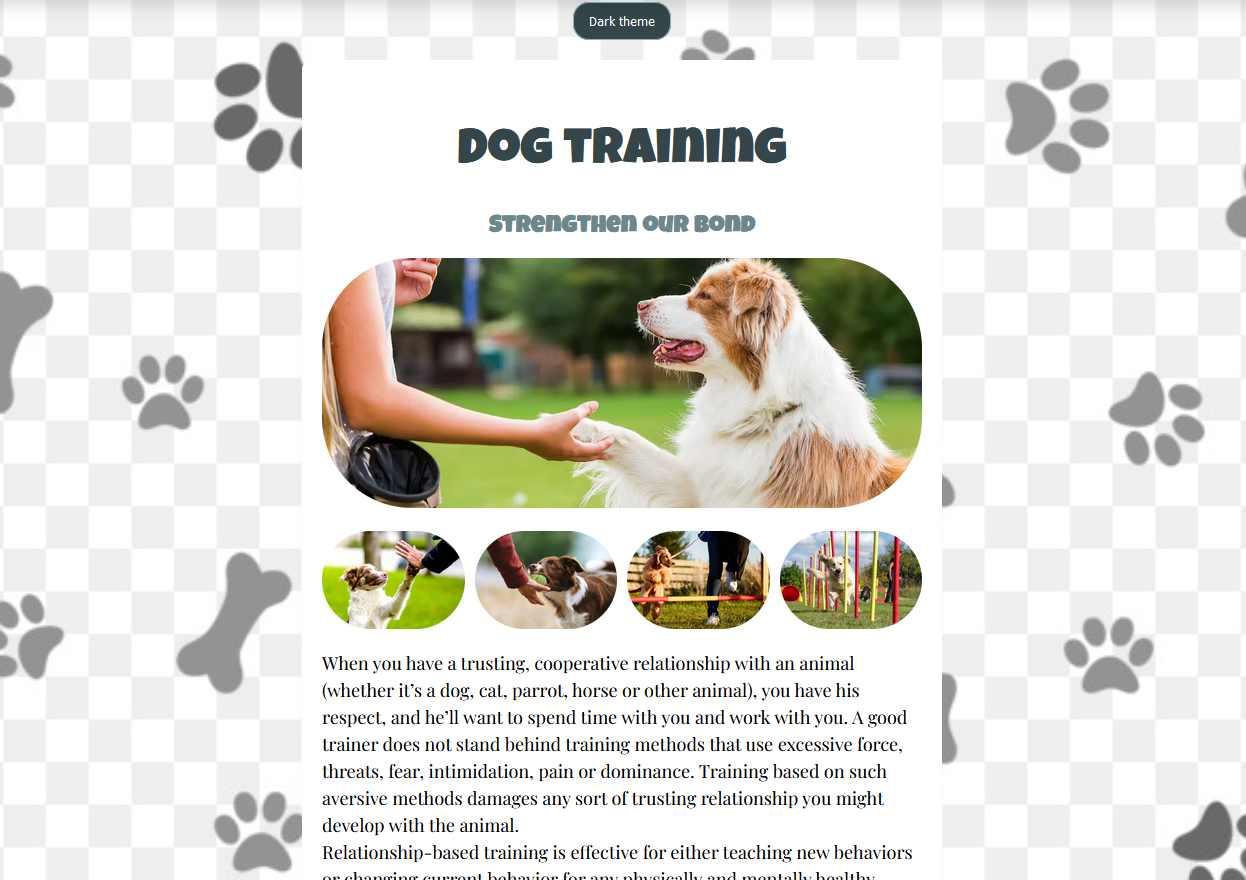 Dark theme
Dog Training
Strengthen our bond
When you have a trusting, cooperative relationship with an animal
(whether it’s a dog, cat, parrot, horse or other animal), you have his
respect, and he’ll want to spend time with you and work with you. A good
trainer does not stand behind training methods that use excessive force,
threats, fear, intimidation, pain or dominance. Training based on such
aversive methods damages any sort of trusting relationship you might
develop with the animal.
Relationship-based training is effective for either teaching new behaviors
or changing current behavior for any physically and mentally healthy